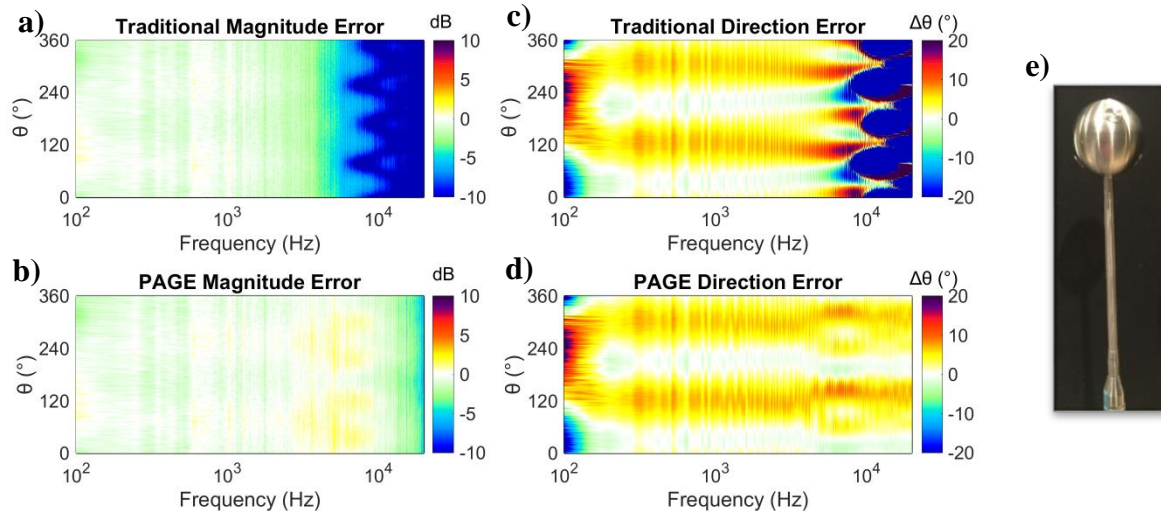 a) Traditional Magnitude Error dB
360
240
120
0
θ (°)
10² 10³ 10⁴
Frequency (Hz)
10
5
0
-5
-10
c) Traditional Direction Error Δθ (°)
360
240
120
0
θ (°)
10² 10³ 10⁴
Frequency (Hz)
20
10
0
-10
-20
e)
b) PAGE Magnitude Error dB
360
240
120
0
θ (°)
10² 10³ 10⁴
Frequency (Hz)
10
5
0
-5
-10
d) PAGE Direction Error Δθ (°)
360
240
120
0
θ (°)
10² 10³ 10⁴
Frequency (Hz)
20
10
0
-10
-20